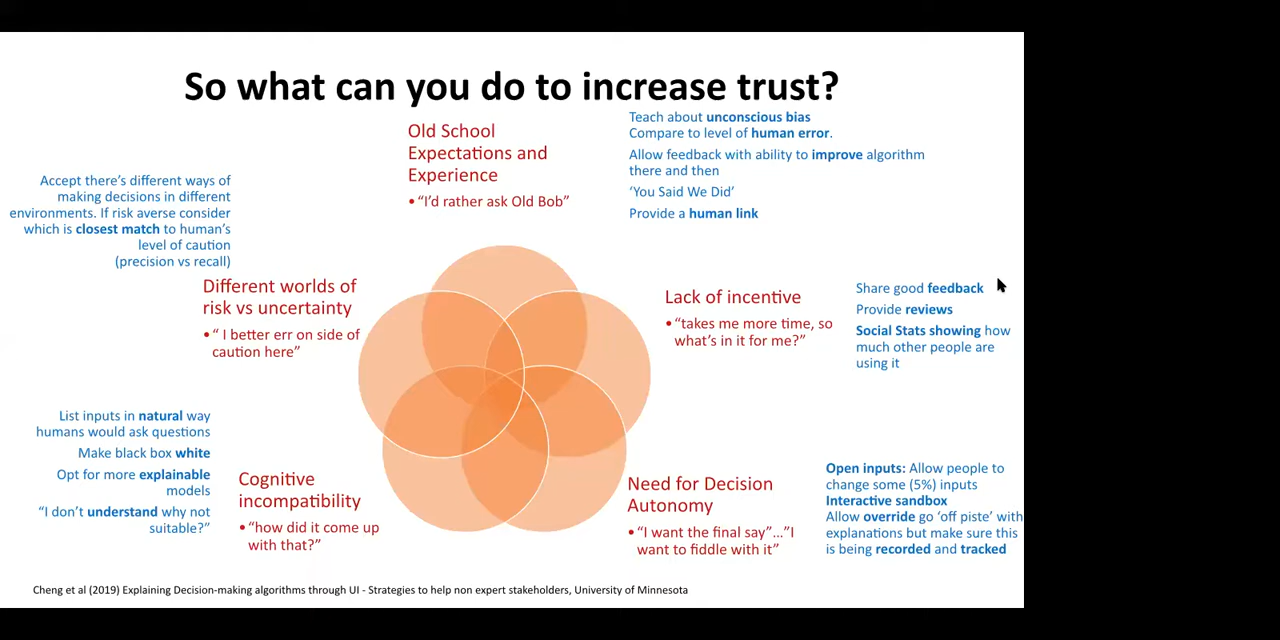 So what can you do to increase trust?
Old School
Expectations and
Experience
• “I’d rather ask Old Bob”
Teach about unconscious bias
Compare to level of human error.
Allow feedback with ability to improve algorithm
there and then
‘You Said We Did’
Provide a human link
Accept there’s different ways of
making decisions in different
environments. If risk averse consider
which is closest match to human’s
level of caution
(precision vs recall)
Different worlds of
risk vs uncertainty
• “ I better err on side of
caution here”
Lack of incentive
• “takes me more time, so
what’s in it for me?”
Share good feedback
Provide reviews
Social Stats showing how
much other people are
using it
List inputs in natural way
humans would ask questions
Make black box white
Opt for more explainable
models
“I don’t understand why not
suitable?”
Cognitive
incompatibility
• “how did it come up
with that?”
Need for Decision
Autonomy
• “I want the final say”...”I
want to fiddle with it”
Open inputs: Allow people to
change some (5%) inputs
Interactive sandbox
Allow override go ‘off piste’ with
explanations but make sure this
is being recorded and tracked
Cheng et al (2019) Explaining Decision-making algorithms through UI - Strategies to help non expert stakeholders, University of Minnesota